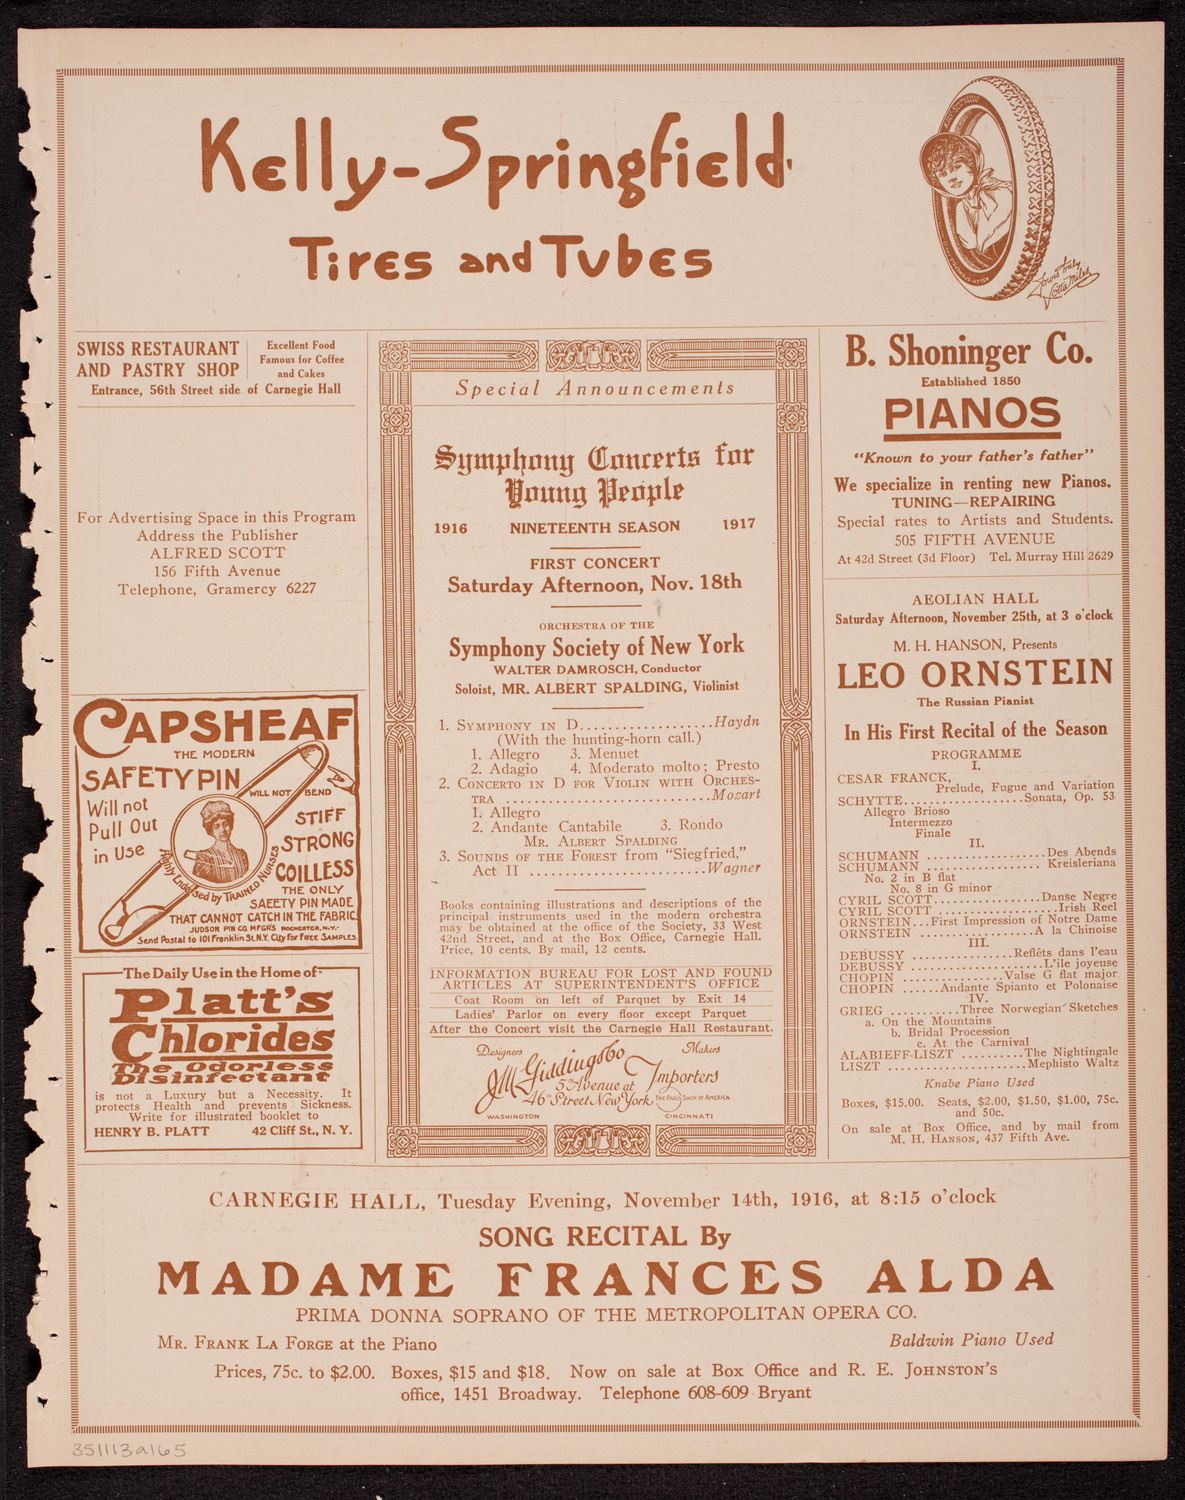 Kelly-Springfield
Tires and Tubes
Yours truly
Lotta Miles
SWISS RESTAURANT
AND PASTRY SHOP
Excellent Food
Famous for Coffee
and Cakes
Entrance, 56th Street side of Carnegie Hall
For Advertising Space in this Program
Address the Publisher
ALFRED SCOTT
156 Fifth Avenue
Telephone, Gramercy 6227
CAPSHEAF
THE MODERN
SAFETY PIN
WILL NOT BEND
Will not
Pull Out
in Use
STIFF
STRONG
COILLESS
Highly Endorsed by TRAINED NURSES
THE ONLY
SAFETY PIN MADE
THAT CANNOT CATCH IN THE FABRIC
JUDSON PIN CO. MFGRS ROCHESTER, N.Y.
Send Postal to 101 Franklin St. N.Y. City for FREE SAMPLES.
The Daily Use in the Home of
Platt's
Chlorides
The Odorless
Disinfectant
is not a Luxury but a Necessity. It
protects Health and prevents Sickness.
Write for illustrated booklet to
HENRY B. PLATT 42 Cliff St., N. Y.
Special Announcements
Symphony Concerts for
Young People
1916 NINETEENTH SEASON 1917
FIRST CONCERT
Saturday Afternoon, Nov. 18th
ORCHESTRA OF THE
Symphony Society of New York
WALTER DAMROSCH, Conductor
Soloist, MR. ALBERT SPALDING, Violinist
1. SYMPHONY IN D..................Haydn
(With the hunting-horn call.)
1. Allegro 3. Menuet
2. Adagio 4. Moderato molto; Presto
2. CONCERTO IN D FOR VIOLIN WITH ORCHES-
TRA ............................Mozart
1. Allegro
2. Andante Cantabile 3. Rondo
MR. ALBERT SPALDING
3. SOUNDS OF THE FOREST from "Siegfried,"
Act II ........................Wagner
Books containing illustrations and descriptions of the
principal instruments used in the modern orchestra
may be obtained at the office of the Society, 33 West
42nd Street, and at the Box Office, Carnegie Hall.
Price, 10 cents. By mail, 12 cents.
INFORMATION BUREAU FOR LOST AND FOUND
ARTICLES AT SUPERINTENDENT'S OFFICE
Coat Room on left of Parquet by Exit 14
Ladies' Parlor on every floor except Parquet
After the Concert visit the Carnegie Hall Restaurant.
Designers Makers
J.M. Gidding & Co Importers
5th Avenue at
46th Street New York THE PARIS SHOP OF AMERICA
WASHINGTON CINCINNATI
B. Shoninger Co.
Established 1850
PIANOS
"Known to your father's father"
We specialize in renting new Pianos.
TUNING—REPAIRING
Special rates to Artists and Students.
505 FIFTH AVENUE
At 42d Street (3d Floor) Tel. Murray Hill 2629
AEOLIAN HALL
Saturday Afternoon, November 25th, at 3 o'clock
M. H. HANSON, Presents
LEO ORNSTEIN
The Russian Pianist
In His First Recital of the Season
PROGRAMME
I.
CESAR FRANCK,
Prelude, Fugue and Variation
SCHYTTE..................Sonata, Op. 53
Allegro Brioso
Intermezzo
Finale
II.
SCHUMANN ..................Des Abends
SCHUMANN .................. Kreisleriana
No. 2 in B flat
No. 8 in G minor
CYRIL SCOTT................Danse Negre
CYRIL SCOTT ..................Irish Reel
ORNSTEIN ...First Impression of Notre Dame
ORNSTEIN ..................A la Chinoise
III.
DEBUSSY ................Reflêts dans l'eau
DEBUSSY ....................L'ile joyeuse
CHOPIN ................Valse G flat major
CHOPIN ......Andante Spianto et Polonaise
IV.
GRIEG ...........Three Norwegian Sketches
a. On the Mountains
b. Bridal Procession
c. At the Carnival
ALABIEFF-LISZT ..........The Nightingale
LISZT ......................Mephisto Waltz
Knabe Piano Used
Boxes, $15.00. Seats, $2.00, $1.50, $1.00, 75c.
and 50c.
On sale at Box Office, and by mail from
M. H. HANSON, 437 Fifth Ave.
CARNEGIE HALL, Tuesday Evening, November 14th, 1916, at 8:15 o'clock
SONG RECITAL By
MADAME FRANCES ALDA
PRIMA DONNA SOPRANO OF THE METROPOLITAN OPERA CO.
MR. FRANK LA FORGE at the Piano Baldwin Piano Used
Prices, 75c. to $2.00. Boxes, $15 and $18. Now on sale at Box Office and R. E. JOHNSTON'S
office, 1451 Broadway. Telephone 608-609 Bryant
351113a165